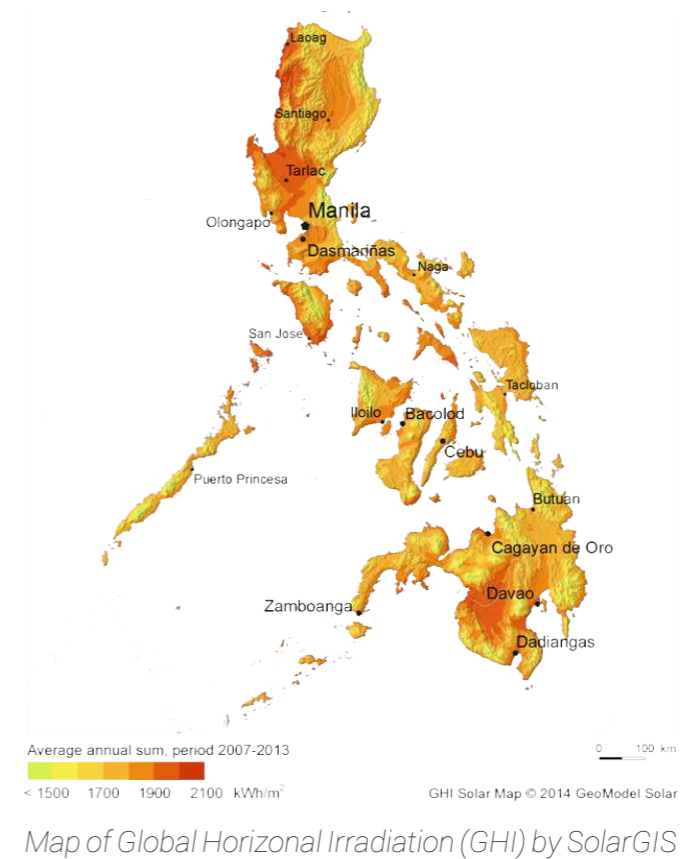 Laoag
Santiago
Tarlac
Manila
Olongapo
Dasmariñas
Naga
San Jose
Tacloban
Iloilo
Bacolod
Cebu
Puerto Princesa
Butuan
Cagayan de Oro
Davao
Zamboanga
Dadiangas
Average annual sum, period 2007-2013
0 100 km
< 1500 1700 1900 2100 kWh/m²
GHI Solar Map © 2014 GeoModel Solar
Map of Global Horizonal Irradiation (GHI) by SolarGIS